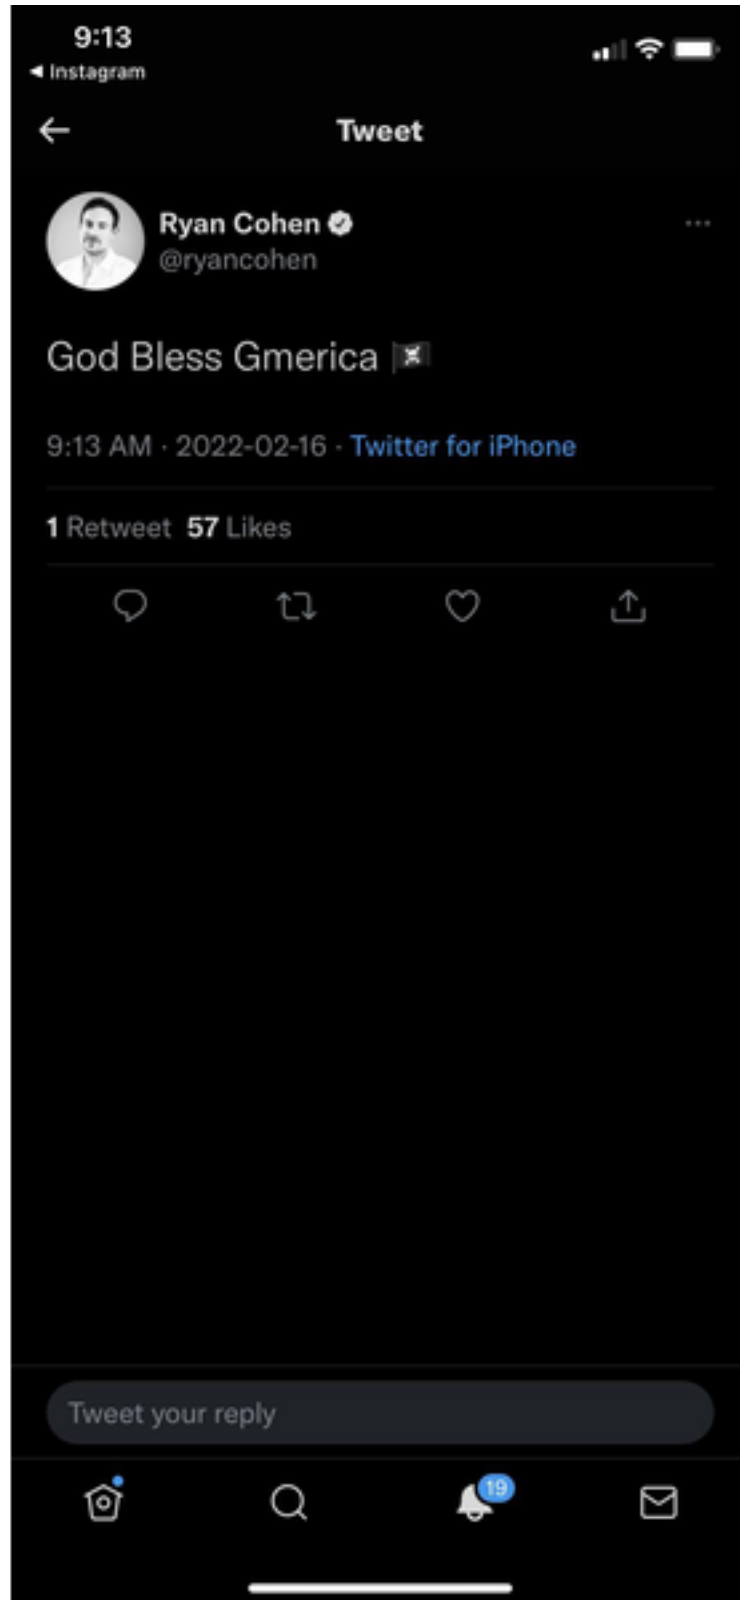 9:13
◀ Instagram
Tweet
Ryan Cohen
@ryancohen
God Bless Gmerica 🏴‍☠️
9:13 AM · 2022-02-16 · Twitter for iPhone
1 Retweet 57 Likes
Tweet your reply
19